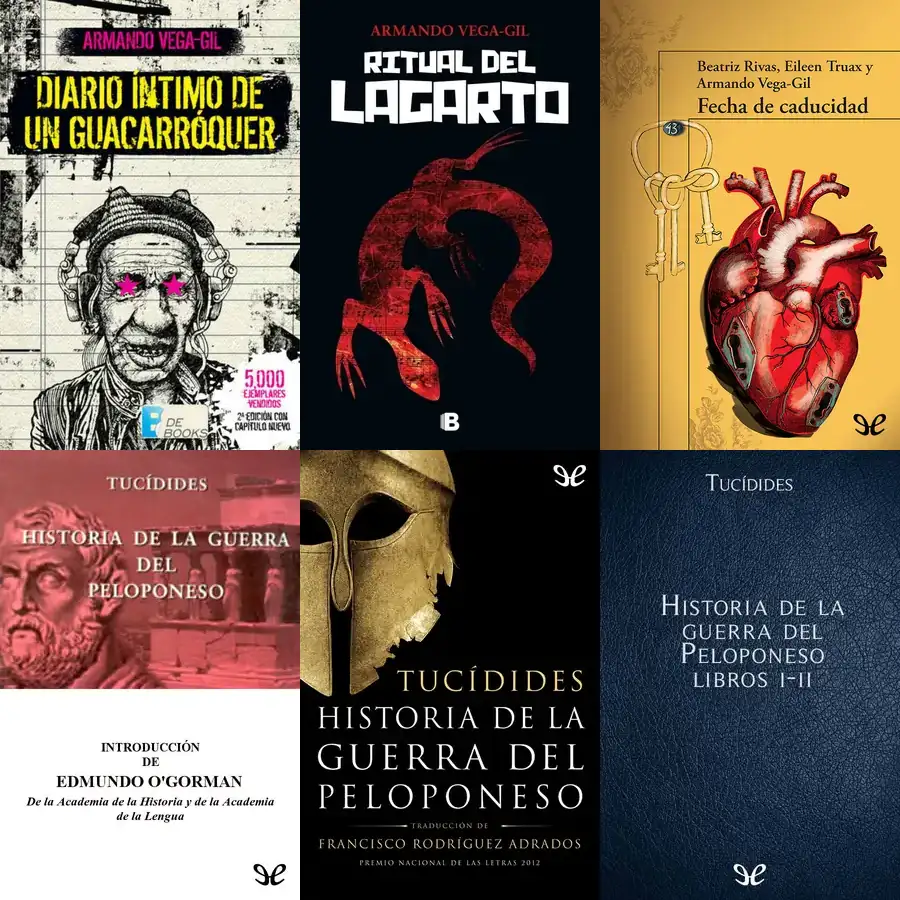 ARMANDO VEGA-GIL
DIARIO ÍNTIMO DE
UN GUACARRÓQUER
5,000
EJEMPLARES
VENDIDOS
2ª EDICIÓN CON
CAPÍTULO NUEVO
B DE
BOOKS
ARMANDO VEGA-GIL
RITUAL DEL
LAGARTO
B
Beatriz Rivas, Eileen Truax y
Armando Vega-Gil
Fecha de caducidad
43
TUCÍDIDES
HISTORIA DE LA GUERRA
DEL
PELOPONESO
INTRODUCCIÓN
DE
EDMUNDO O'GORMAN
De la Academia de la Historia y de la Academia
de la Lengua
TUCÍDIDES
HISTORIA DE LA
GUERRA DEL
PELOPONESO
TRADUCCIÓN DE
FRANCISCO RODRÍGUEZ ADRADOS
PREMIO NACIONAL DE LAS LETRAS 2012
TUCÍDIDES
HISTORIA DE LA
GUERRA DEL
PELOPONESO
LIBROS I-II